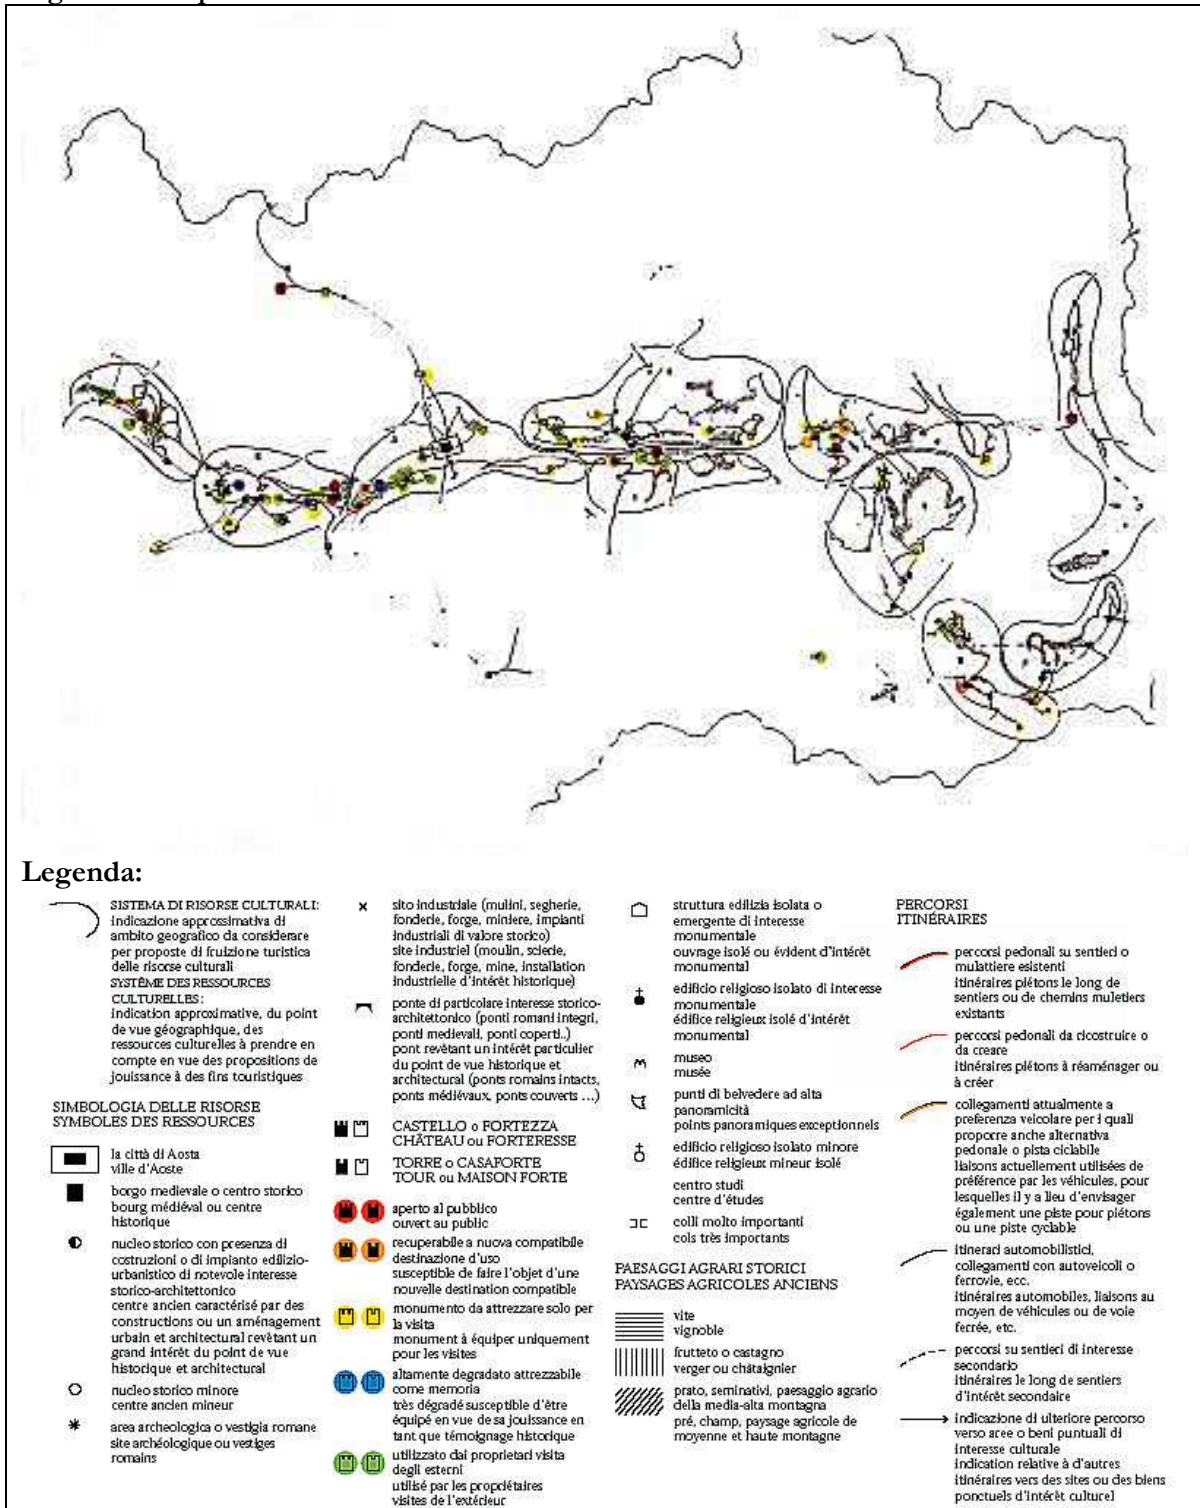 Legenda:
SISTEMA DI RISORSE CULTURALI:
indicazione approssimativa di
ambito geografico da considerare
per proposte di fruizione turistica
delle risorse culturali
SYSTÈME DES RESSOURCES
CULTURELLES:
indication approximative, du point
de vue géographique, des
ressources culturelles à prendre en
compte en vue des propositions de
jouissance à des fins touristiques
SIMBOLOGIA DELLE RISORSE
SYMBOLES DES RESSOURCES
la città di Aosta
ville d'Aoste
borgo medievale o centro storico
bourg médiéval ou centre
historique
nucleo storico con presenza di
costruzioni o di impianto edilizio-
urbanistico di notevole interesse
storico-architettonico
centre ancien caractérisé par des
constructions ou un aménagement
urbain et architectural revêtant un
grand intérêt du point de vue
historique et architectural
nucleo storico minore
centre ancien mineur
area archeologica o vestigia romane
site archéologique ou vestiges
romains
sito industriale (mulini, segherie,
fonderie, forge, miniere, impianti
industriali di valore storico)
site industriel (moulin, scierie,
fonderie, forge, mine, installation
industrielle d'intérêt historique)
ponte di particolare interesse storico-
architettonico (ponti romani integri,
ponti medievali, ponti coperti..)
pont revêtant un intérêt particulier
du point de vue historique et
architectural (ponts romains intacts,
ponts médiévaux, ponts couverts ...)
CASTELLO o FORTEZZA
CHÂTEAU ou FORTERESSE
TORRE o CASAFORTE
TOUR ou MAISON FORTE
aperto al pubblico
ouvert au public
recuperabile a nuova compatibile
destinazione d'uso
susceptible de faire l'objet d'une
nouvelle destination compatible
monumento da attrezzare solo per
la visita
monument à équiper uniquement
pour les visites
altamente degradato attrezzabile
come memoria
très dégradé susceptible d'être
équipé en vue de sa jouissance en
tant que témoignage historique
utilizzato dai proprietari visita
degli esterni
utilisé par les propriétaires
visites de l'extérieur
struttura edilizia isolata o
emergente di interesse
monumentale
ouvrage isolé ou évident d'intérêt
monumental
edificio religioso isolato di interesse
monumentale
édifice religieux isolé d'intérêt
monumental
museo
musée
punti di belvedere ad alta
panoramicità
points panoramiques exceptionnels
edificio religioso isolato minore
édifice religieux mineur isolé
centro studi
centre d'études
colli molto importanti
cols très importants
PAESAGGI AGRARI STORICI
PAYSAGES AGRICOLES ANCIENS
vite
vignoble
frutteto o castagno
verger ou châtaignier
prato, seminativi, paesaggio agrario
della media-alta montagna
pré, champ, paysage agricole de
moyenne et haute montagne
PERCORSI
ITINÉRAIRES
percorsi pedonali su sentieri o
mulattiere esistenti
itinéraires piétons le long de
sentiers ou de chemins muletiers
existants
percorsi pedonali da ricostruire o
da creare
itinéraires piétons à réaménager ou
à créer
collegamenti attualmente a
preferenza veicolare per i quali
proporre anche alternativa
pedonale o pista ciclabile
liaisons actuellement utilisées de
préférence par les véhicules, pour
lesquelles il y a lieu d'envisager
également une piste pour piétons
ou une piste cyclable
itinerari automobilistici,
collegamenti con autoveicoli o
ferrovie, ecc.
itinéraires automobiles, liaisons au
moyen de véhicules ou de voie
ferrée, etc.
percorsi su sentieri di interesse
secondario
itinéraires le long de sentiers
d'intérêt secondaire
indicazione di ulteriore percorso
verso aree o beni puntuali di
interesse culturale
indication relative à d'autres
itinéraires vers des sites ou des biens
ponctuels d'intérêt culturel